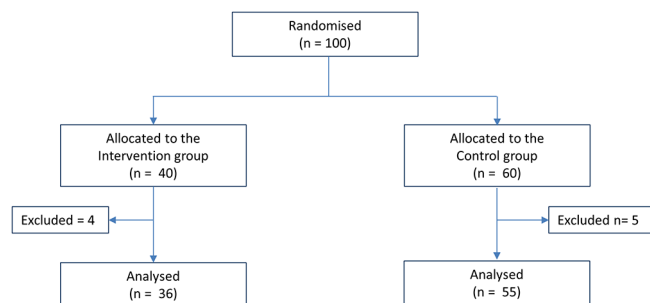 Randomised
(n = 100)
Allocated to the
Intervention group
(n = 40)
Allocated to the
Control group
(n = 60)
Excluded = 4
Excluded n= 5
Analysed
(n = 36)
Analysed
(n = 55)